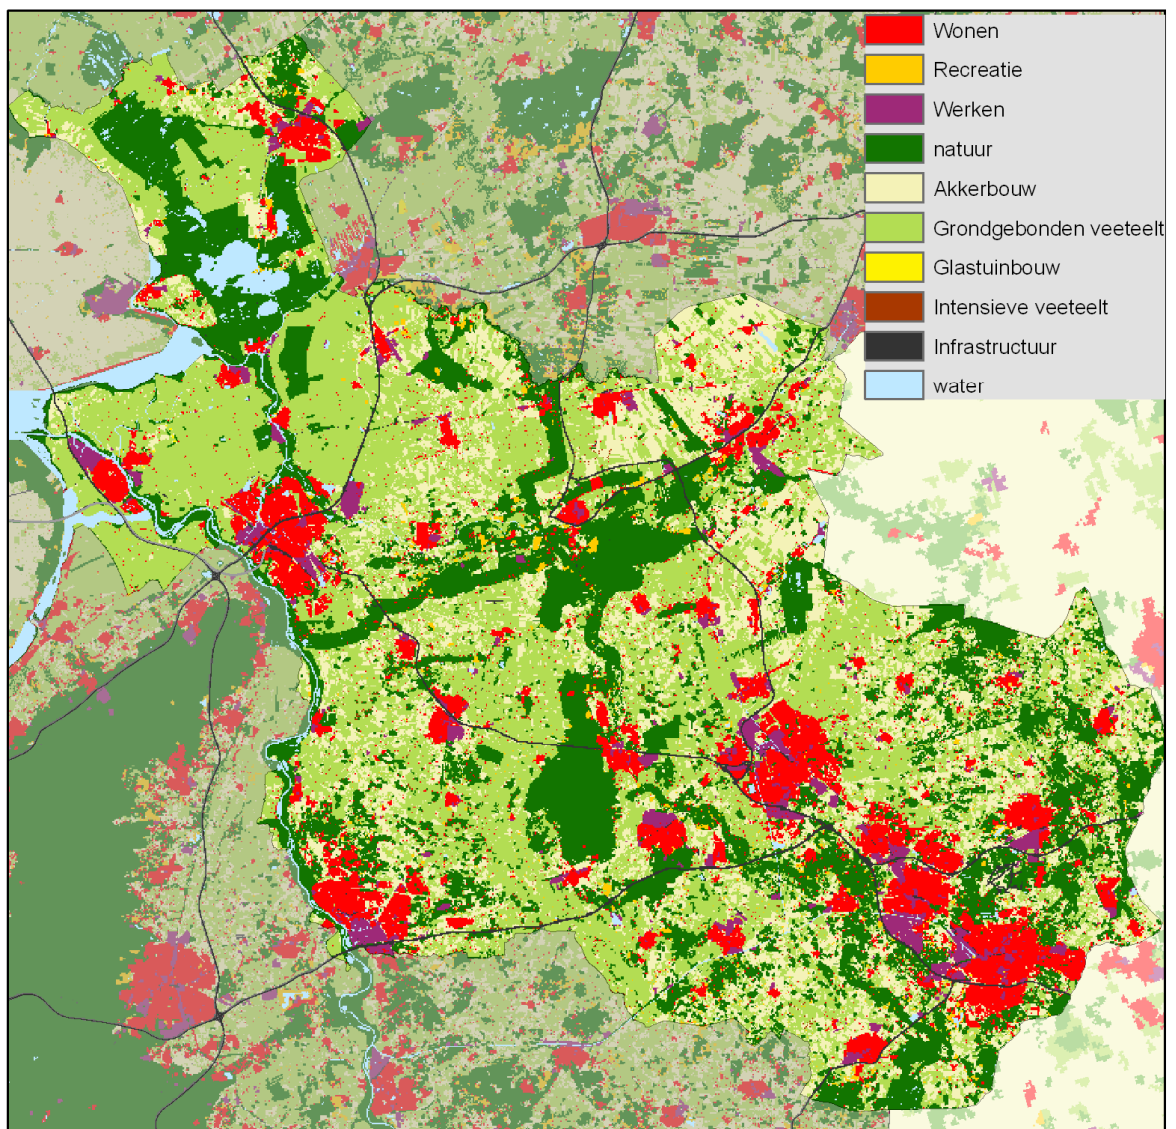 Wonen
Recreatie
Werken
natuur
Akkerbouw
Grondgebonden veeteelt
Glastuinbouw
Intensieve veeteelt
Infrastructuur
water